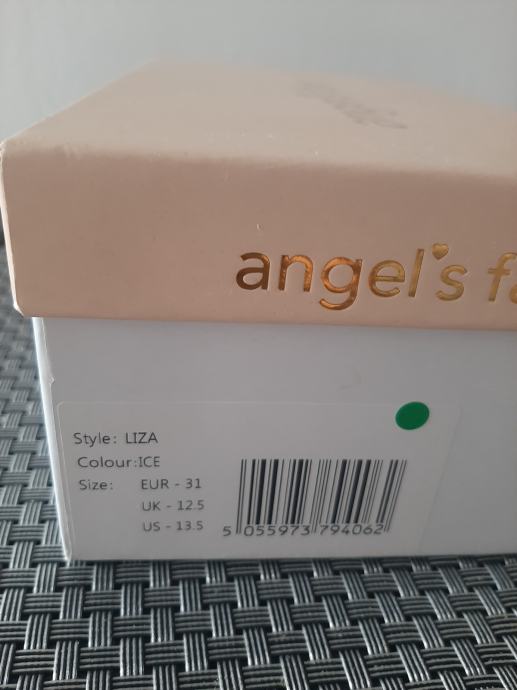 angel's fa
Style: LIZA
Colour:ICE
Size: EUR - 31
UK - 12.5
US - 13.5
5 055973 794062